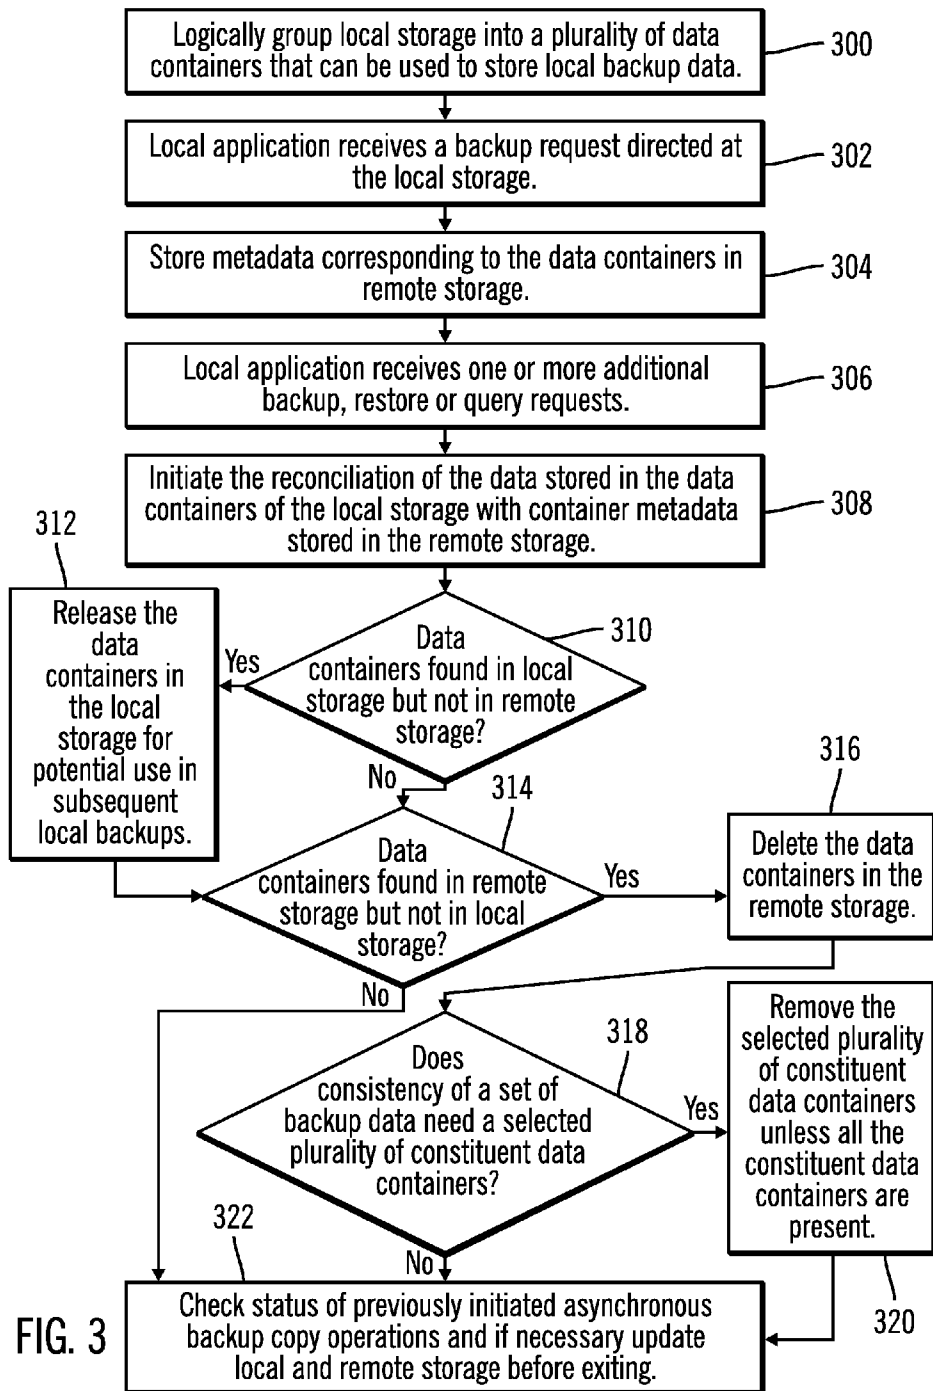 Logically group local storage into a plurality of data
containers that can be used to store local backup data.
300
Local application receives a backup request directed at
the local storage.
302
Store metadata corresponding to the data containers in
remote storage.
304
Local application receives one or more additional
backup, restore or query requests.
306
Initiate the reconciliation of the data stored in the data
containers of the local storage with container metadata
stored in the remote storage.
308
312
Release the
data
containers in
the local
storage for
potential use in
subsequent
local backups.
Yes
Data
containers found in local
storage but not in remote
storage?
310
No
314
Data
containers found in remote
storage but not in local
storage?
Yes
316
Delete the data
containers in the
remote storage.
No
318
Does
consistency of a set of
backup data need a selected
plurality of constituent data
containers?
Yes
Remove the
selected plurality
of constituent
data containers
unless all the
constituent data
containers are
present.
320
No
322
Check status of previously initiated asynchronous
backup copy operations and if necessary update
local and remote storage before exiting.
FIG. 3